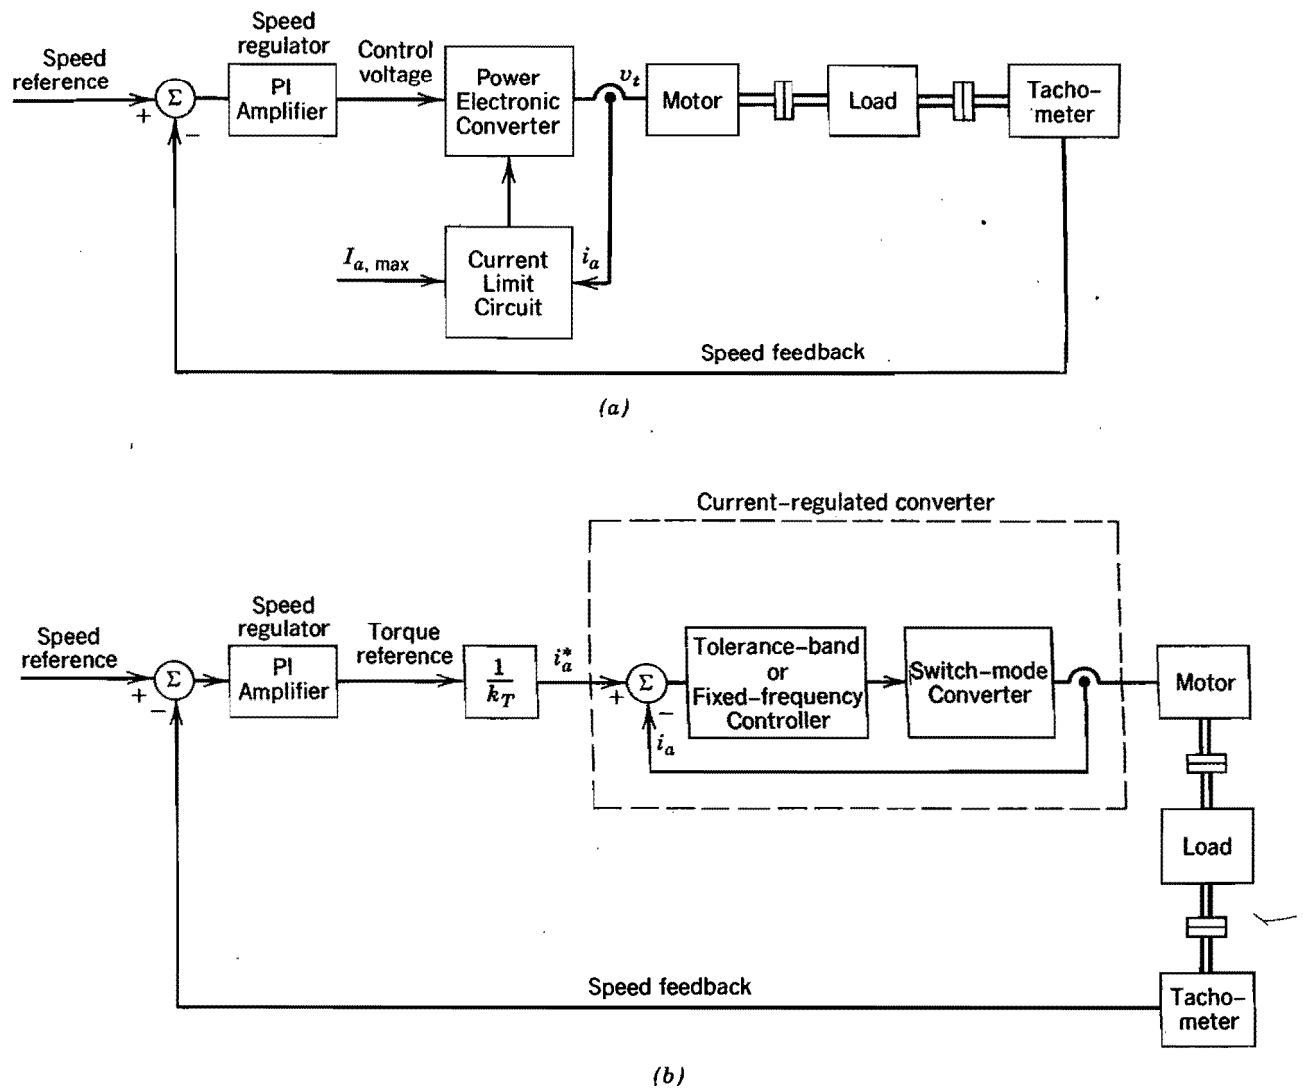 Speed
reference
+
Σ
−
Speed
regulator
PI
Amplifier
Control
voltage
Power
Electronic
Converter
v_t
Motor
Load
Tacho-
meter
I_a, max
Current
Limit
Circuit
i_a
Speed feedback
(a)
Current-regulated converter
Speed
reference
+
Σ
−
Speed
regulator
PI
Amplifier
Torque
reference
1
k_T
i_a^*
+
Σ
−
i_a
Tolerance-band
or
Fixed-frequency
Controller
Switch-mode
Converter
Motor
Load
Tacho-
meter
Speed feedback
(b)